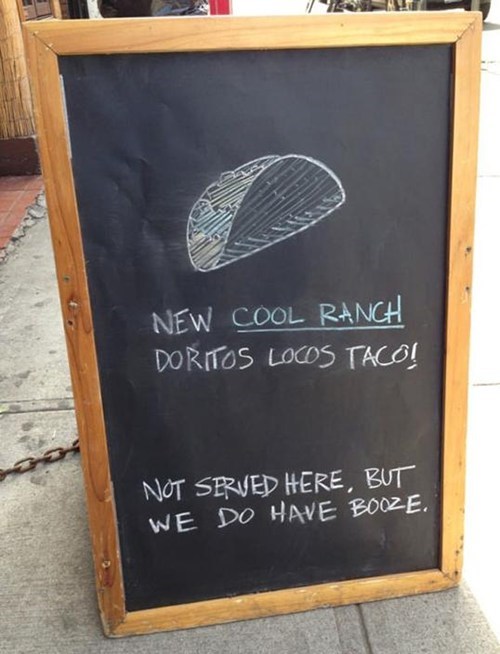 NEW COOL RANCH
DORITOS LOCOS TACO!
NOT SERVED HERE, BUT
WE DO HAVE BOOZE.